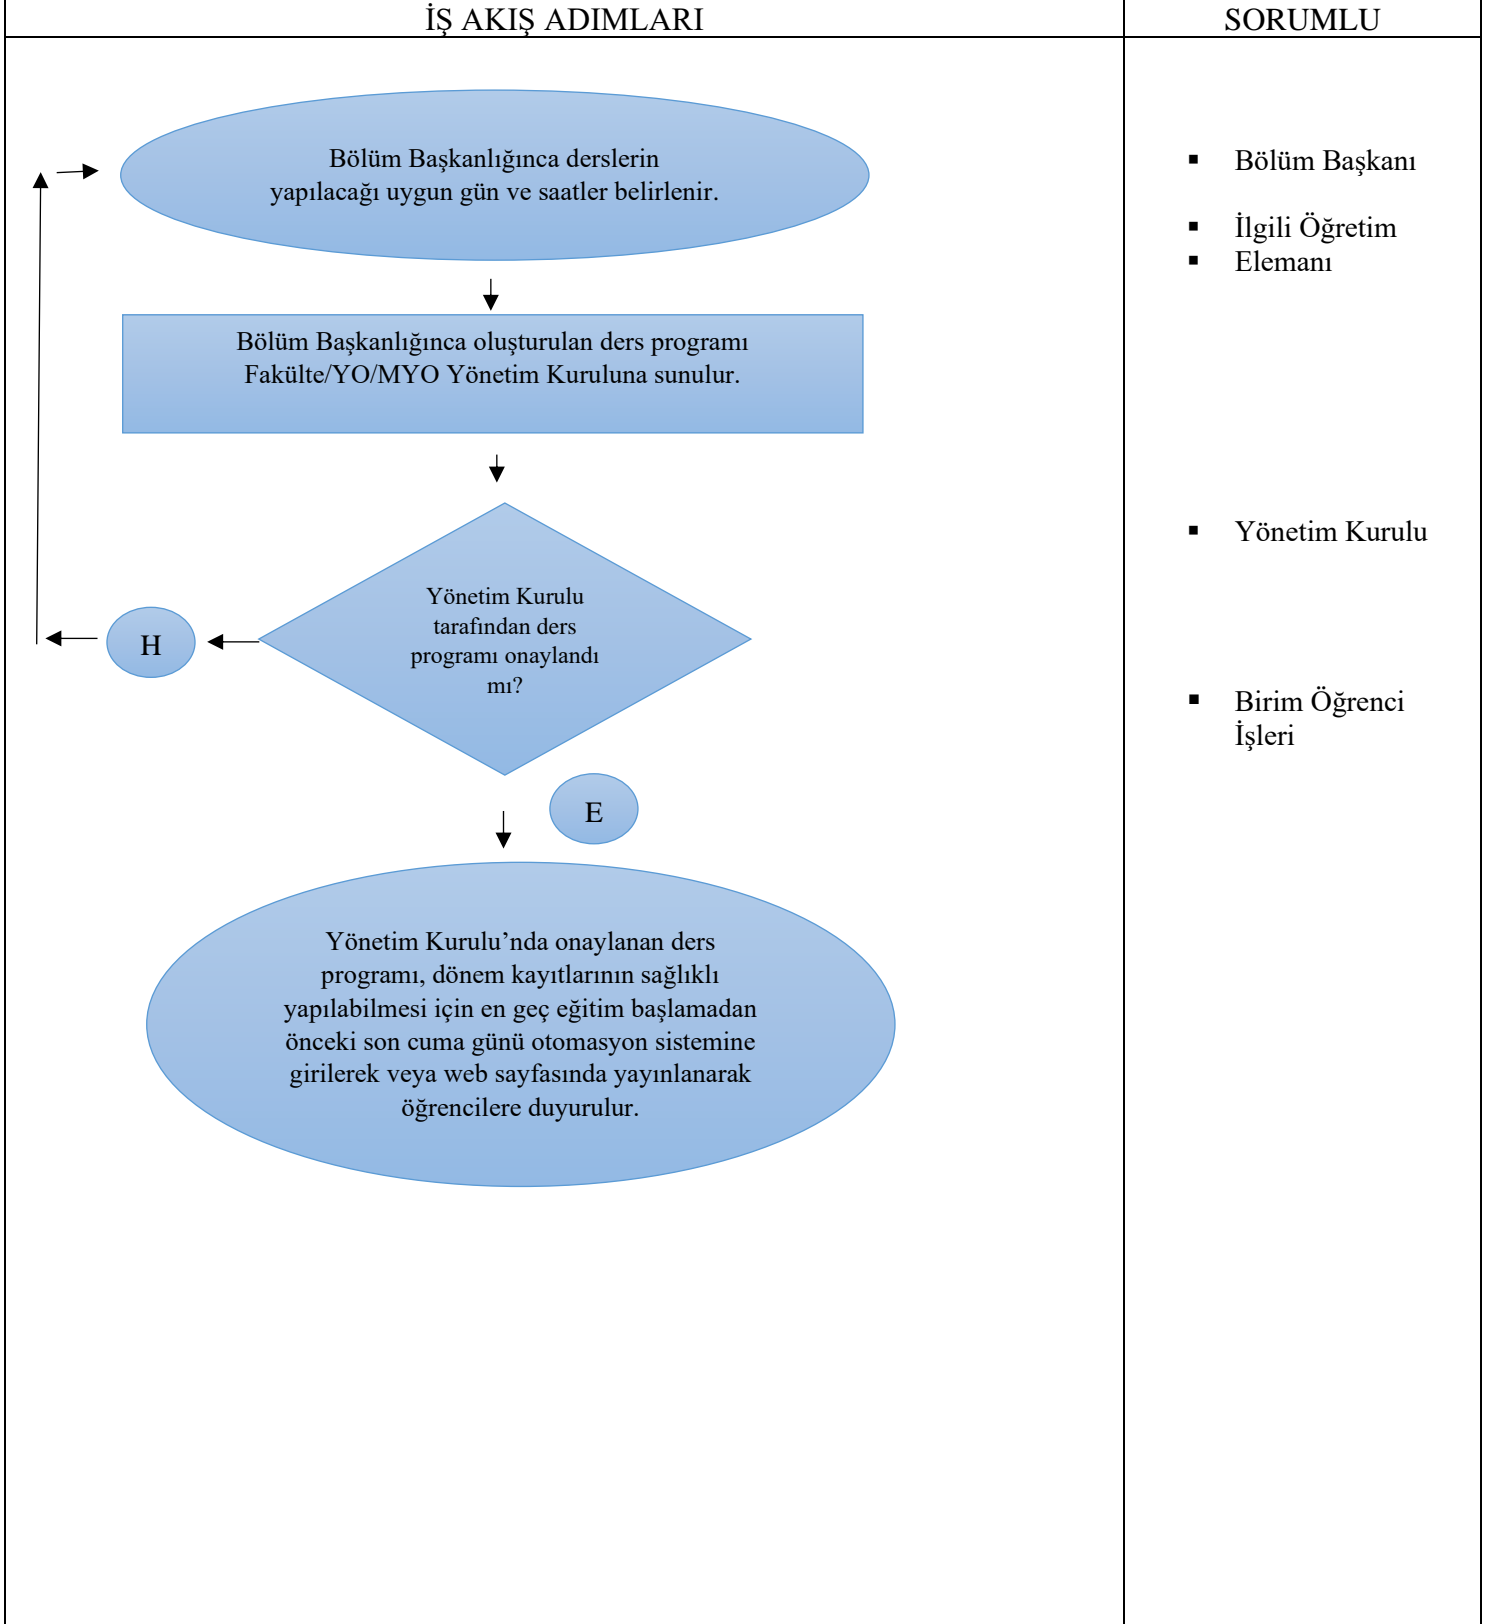 İŞ AKIŞ ADIMLARI
SORUMLU
Bölüm Başkanlığınca derslerin
yapılacağı uygun gün ve saatler belirlenir.
Bölüm Başkanlığınca oluşturulan ders programı
Fakülte/YO/MYO Yönetim Kuruluna sunulur.
Yönetim Kurulu
tarafından ders
programı onaylandı
mı?
H
E
Yönetim Kurulu’nda onaylanan ders
programı, dönem kayıtlarının sağlıklı
yapılabilmesi için en geç eğitim başlamadan
önceki son cuma günü otomasyon sistemine
girilerek veya web sayfasında yayınlanarak
öğrencilere duyurulur.
▪ Bölüm Başkanı
▪ İlgili Öğretim
▪ Elemanı
▪ Yönetim Kurulu
▪ Birim Öğrenci
İşleri